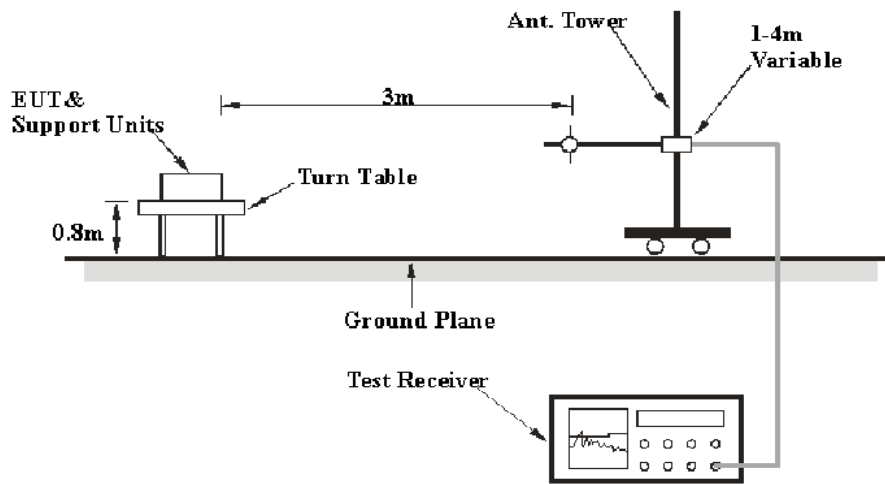 Ant. Tower
1-4m
Variable
3m
EUT &
Support Units
Turn Table
0.8m
Ground Plane
Test Receiver